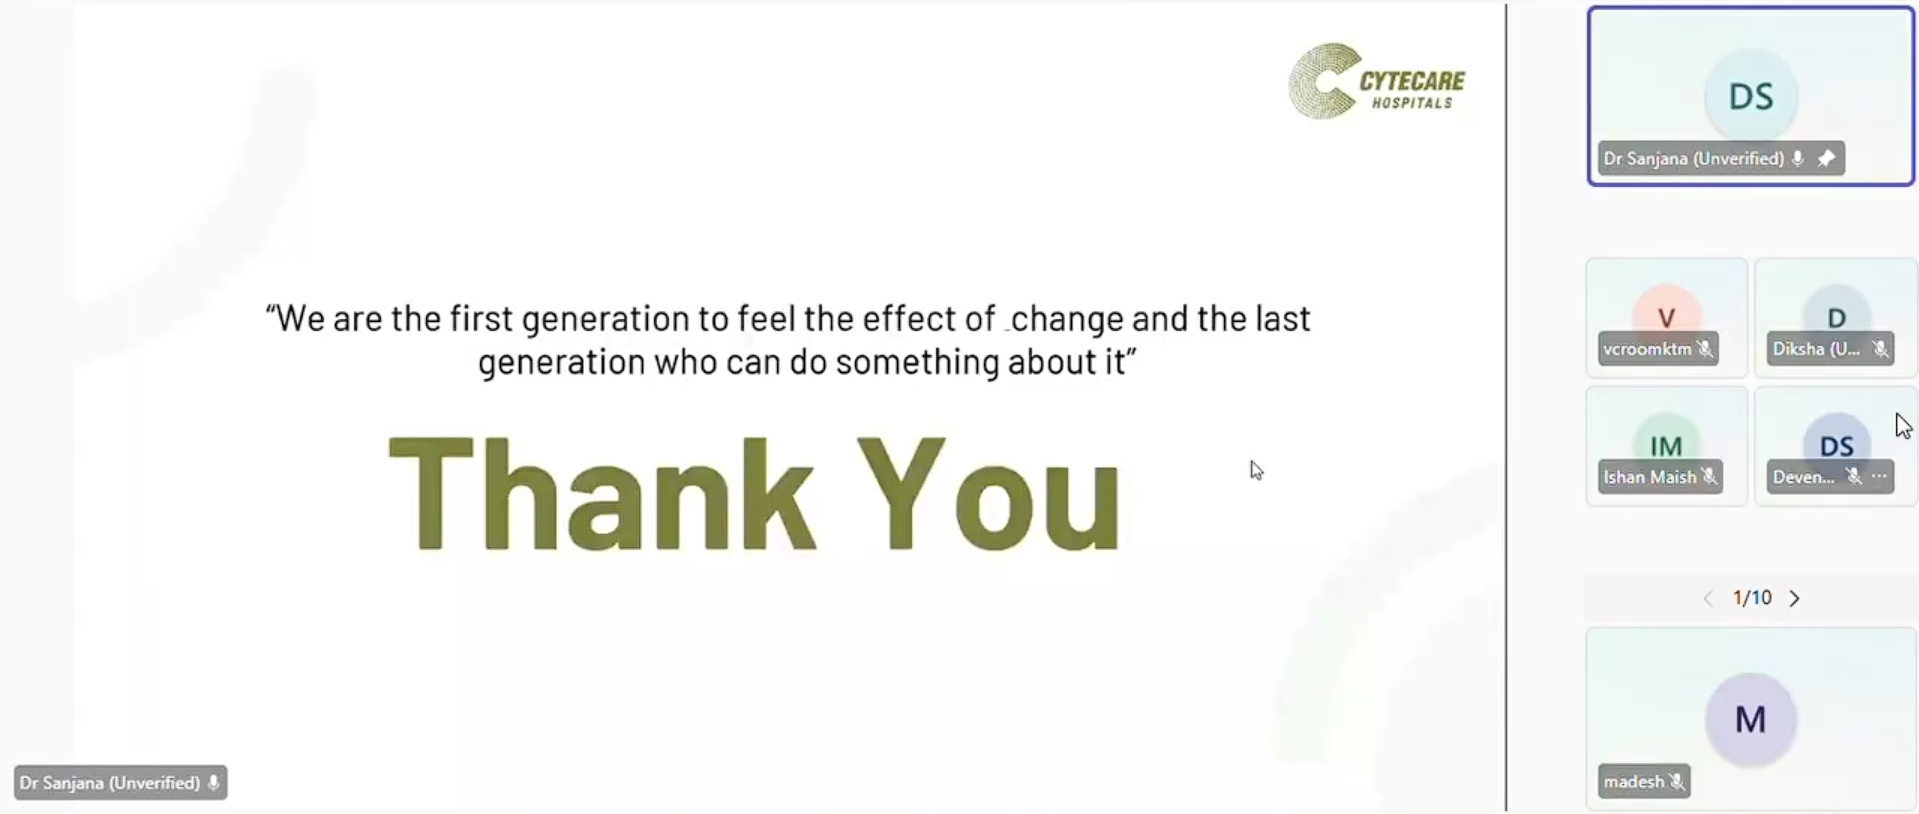 CYTECARE
HOSPITALS
“We are the first generation to feel the effect of change and the last
generation who can do something about it”
Thank You
Dr Sanjana (Unverified)
DS
Dr Sanjana (Unverified)
V
vcroomktm
D
Diksha (U...
IM
Ishan Maish
DS
Deven...
1/10
M
madesh